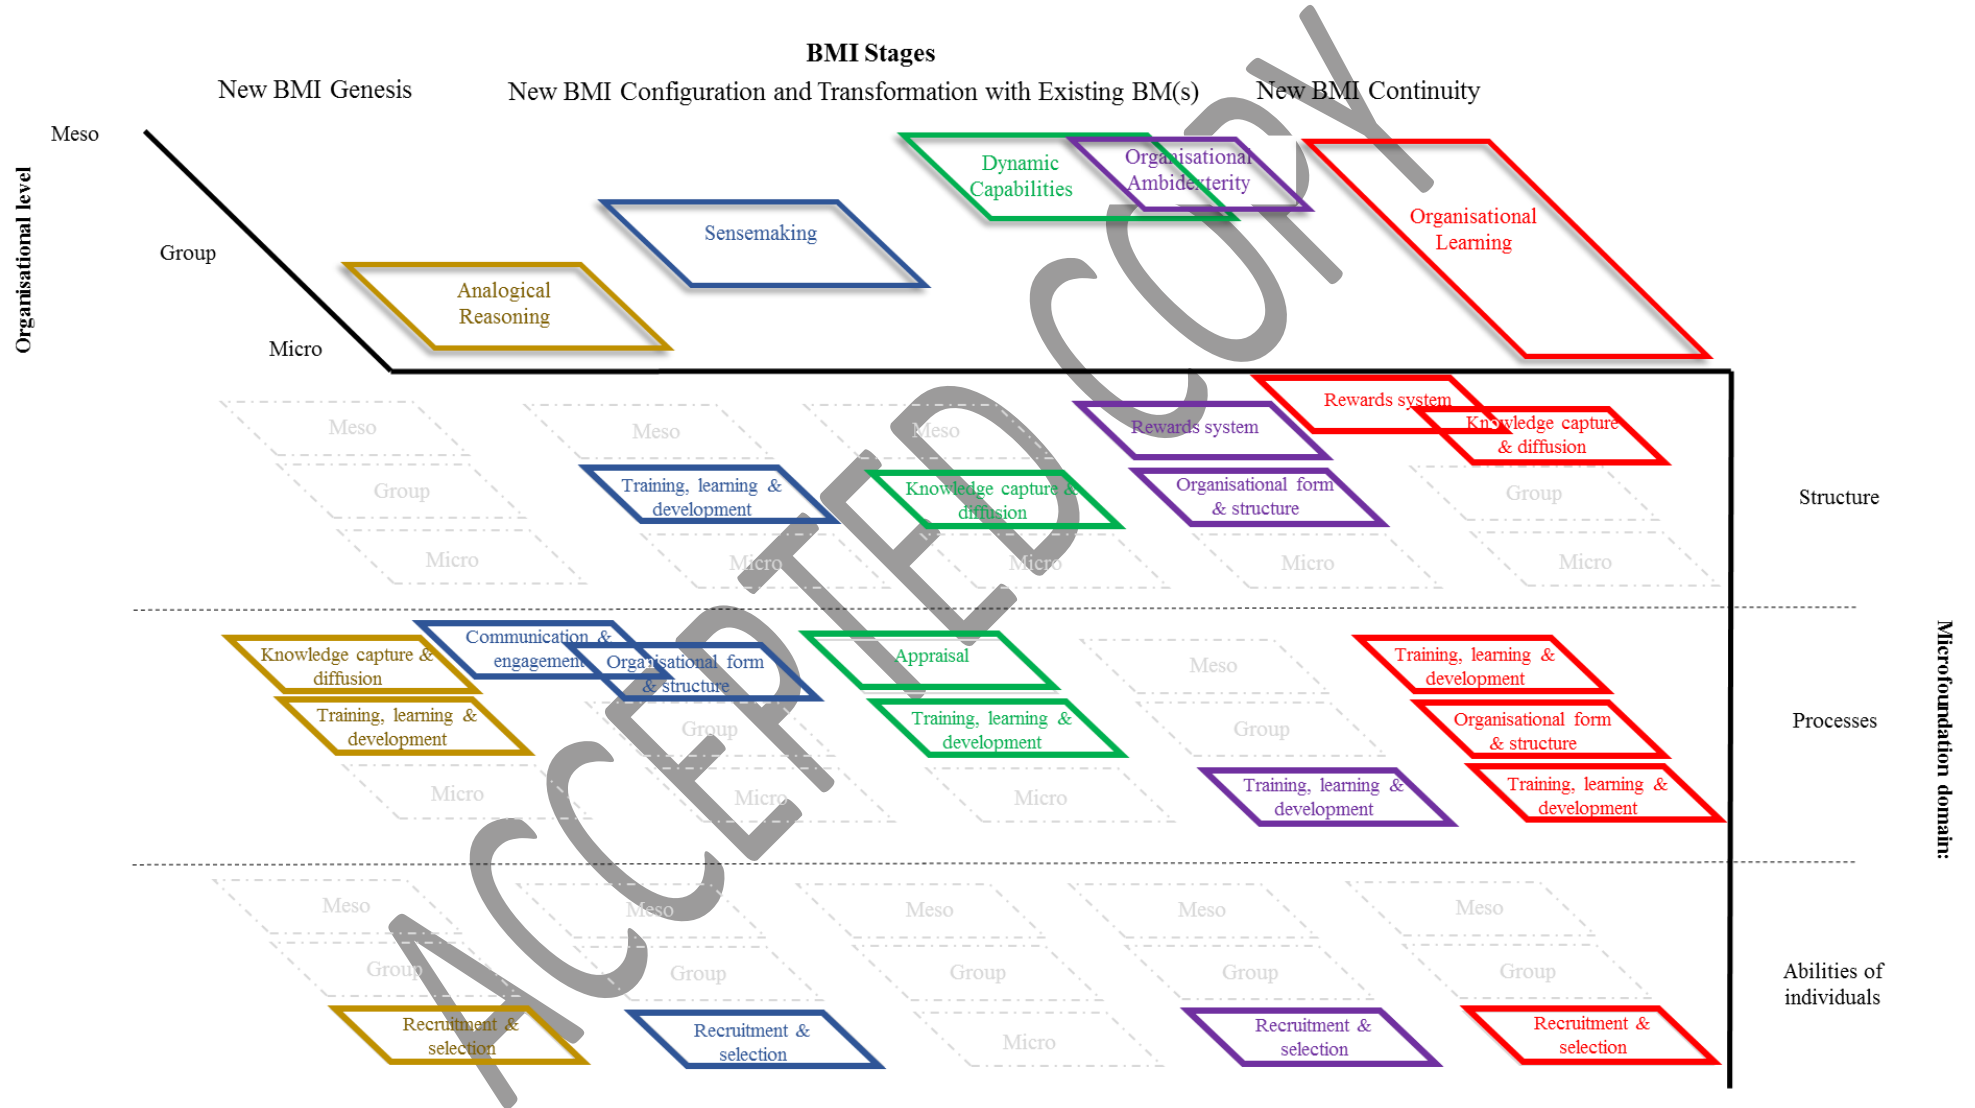 BMI Stages
New BMI Genesis
New BMI Configuration and Transformation with Existing BM(s)
New BMI Continuity
Organisational level
Meso
Group
Micro
Analogical
Reasoning
Sensemaking
Dynamic
Capabilities
Organisational
Ambidexterity
Organisational
Learning
Meso
Group
Micro
Meso
Training, learning &
development
Micro
Meso
Knowledge capture &
diffusion
Micro
Rewards system
Organisational form
& structure
Micro
Rewards system
Knowledge capture
& diffusion
Group
Micro
Structure
Knowledge capture &
diffusion
Training, learning &
development
Micro
Communication &
engagement
Organisational form
& structure
Group
Micro
Appraisal
Training, learning &
development
Micro
Meso
Group
Training, learning &
development
Training, learning &
development
Organisational form
& structure
Training, learning &
development
Processes
Microfoundation domain:
Meso
Group
Recruitment &
selection
Meso
Group
Recruitment &
selection
Meso
Group
Micro
Meso
Group
Recruitment &
selection
Meso
Group
Recruitment &
selection
Abilities of
individuals
ACCEPTED COPY